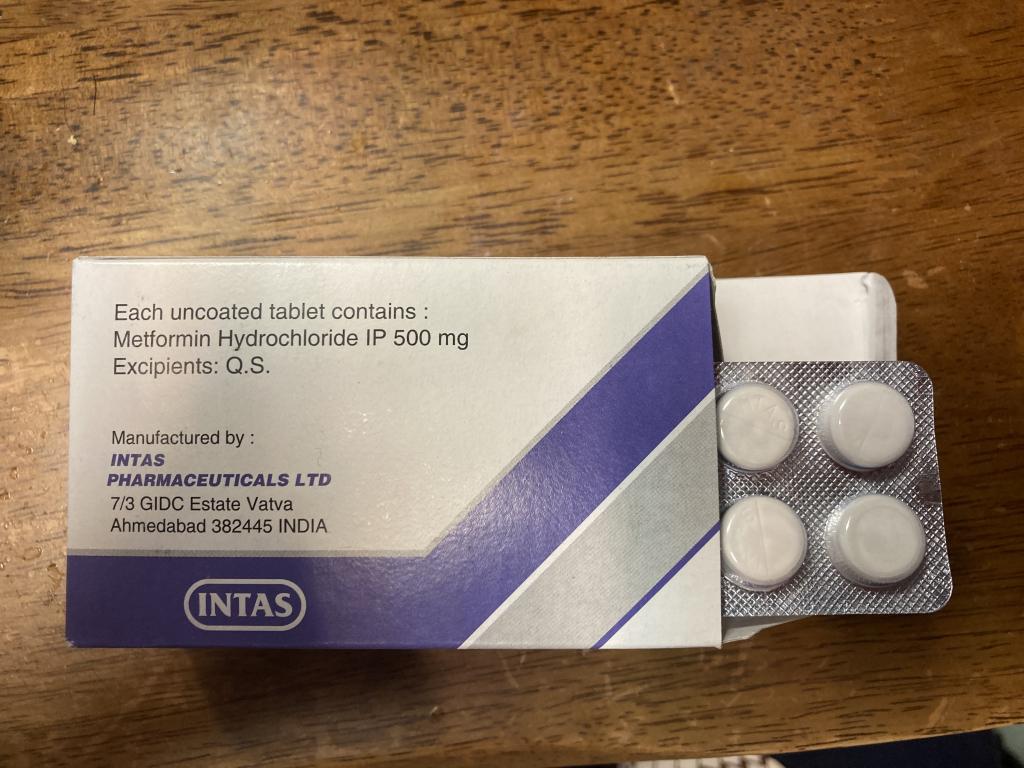 Each uncoated tablet contains :
Metformin Hydrochloride IP 500 mg
Excipients: Q.S.
Manufactured by :
INTAS
PHARMACEUTICALS LTD
7/3 GIDC Estate Vatva
Ahmedabad 382445 INDIA
INTAS